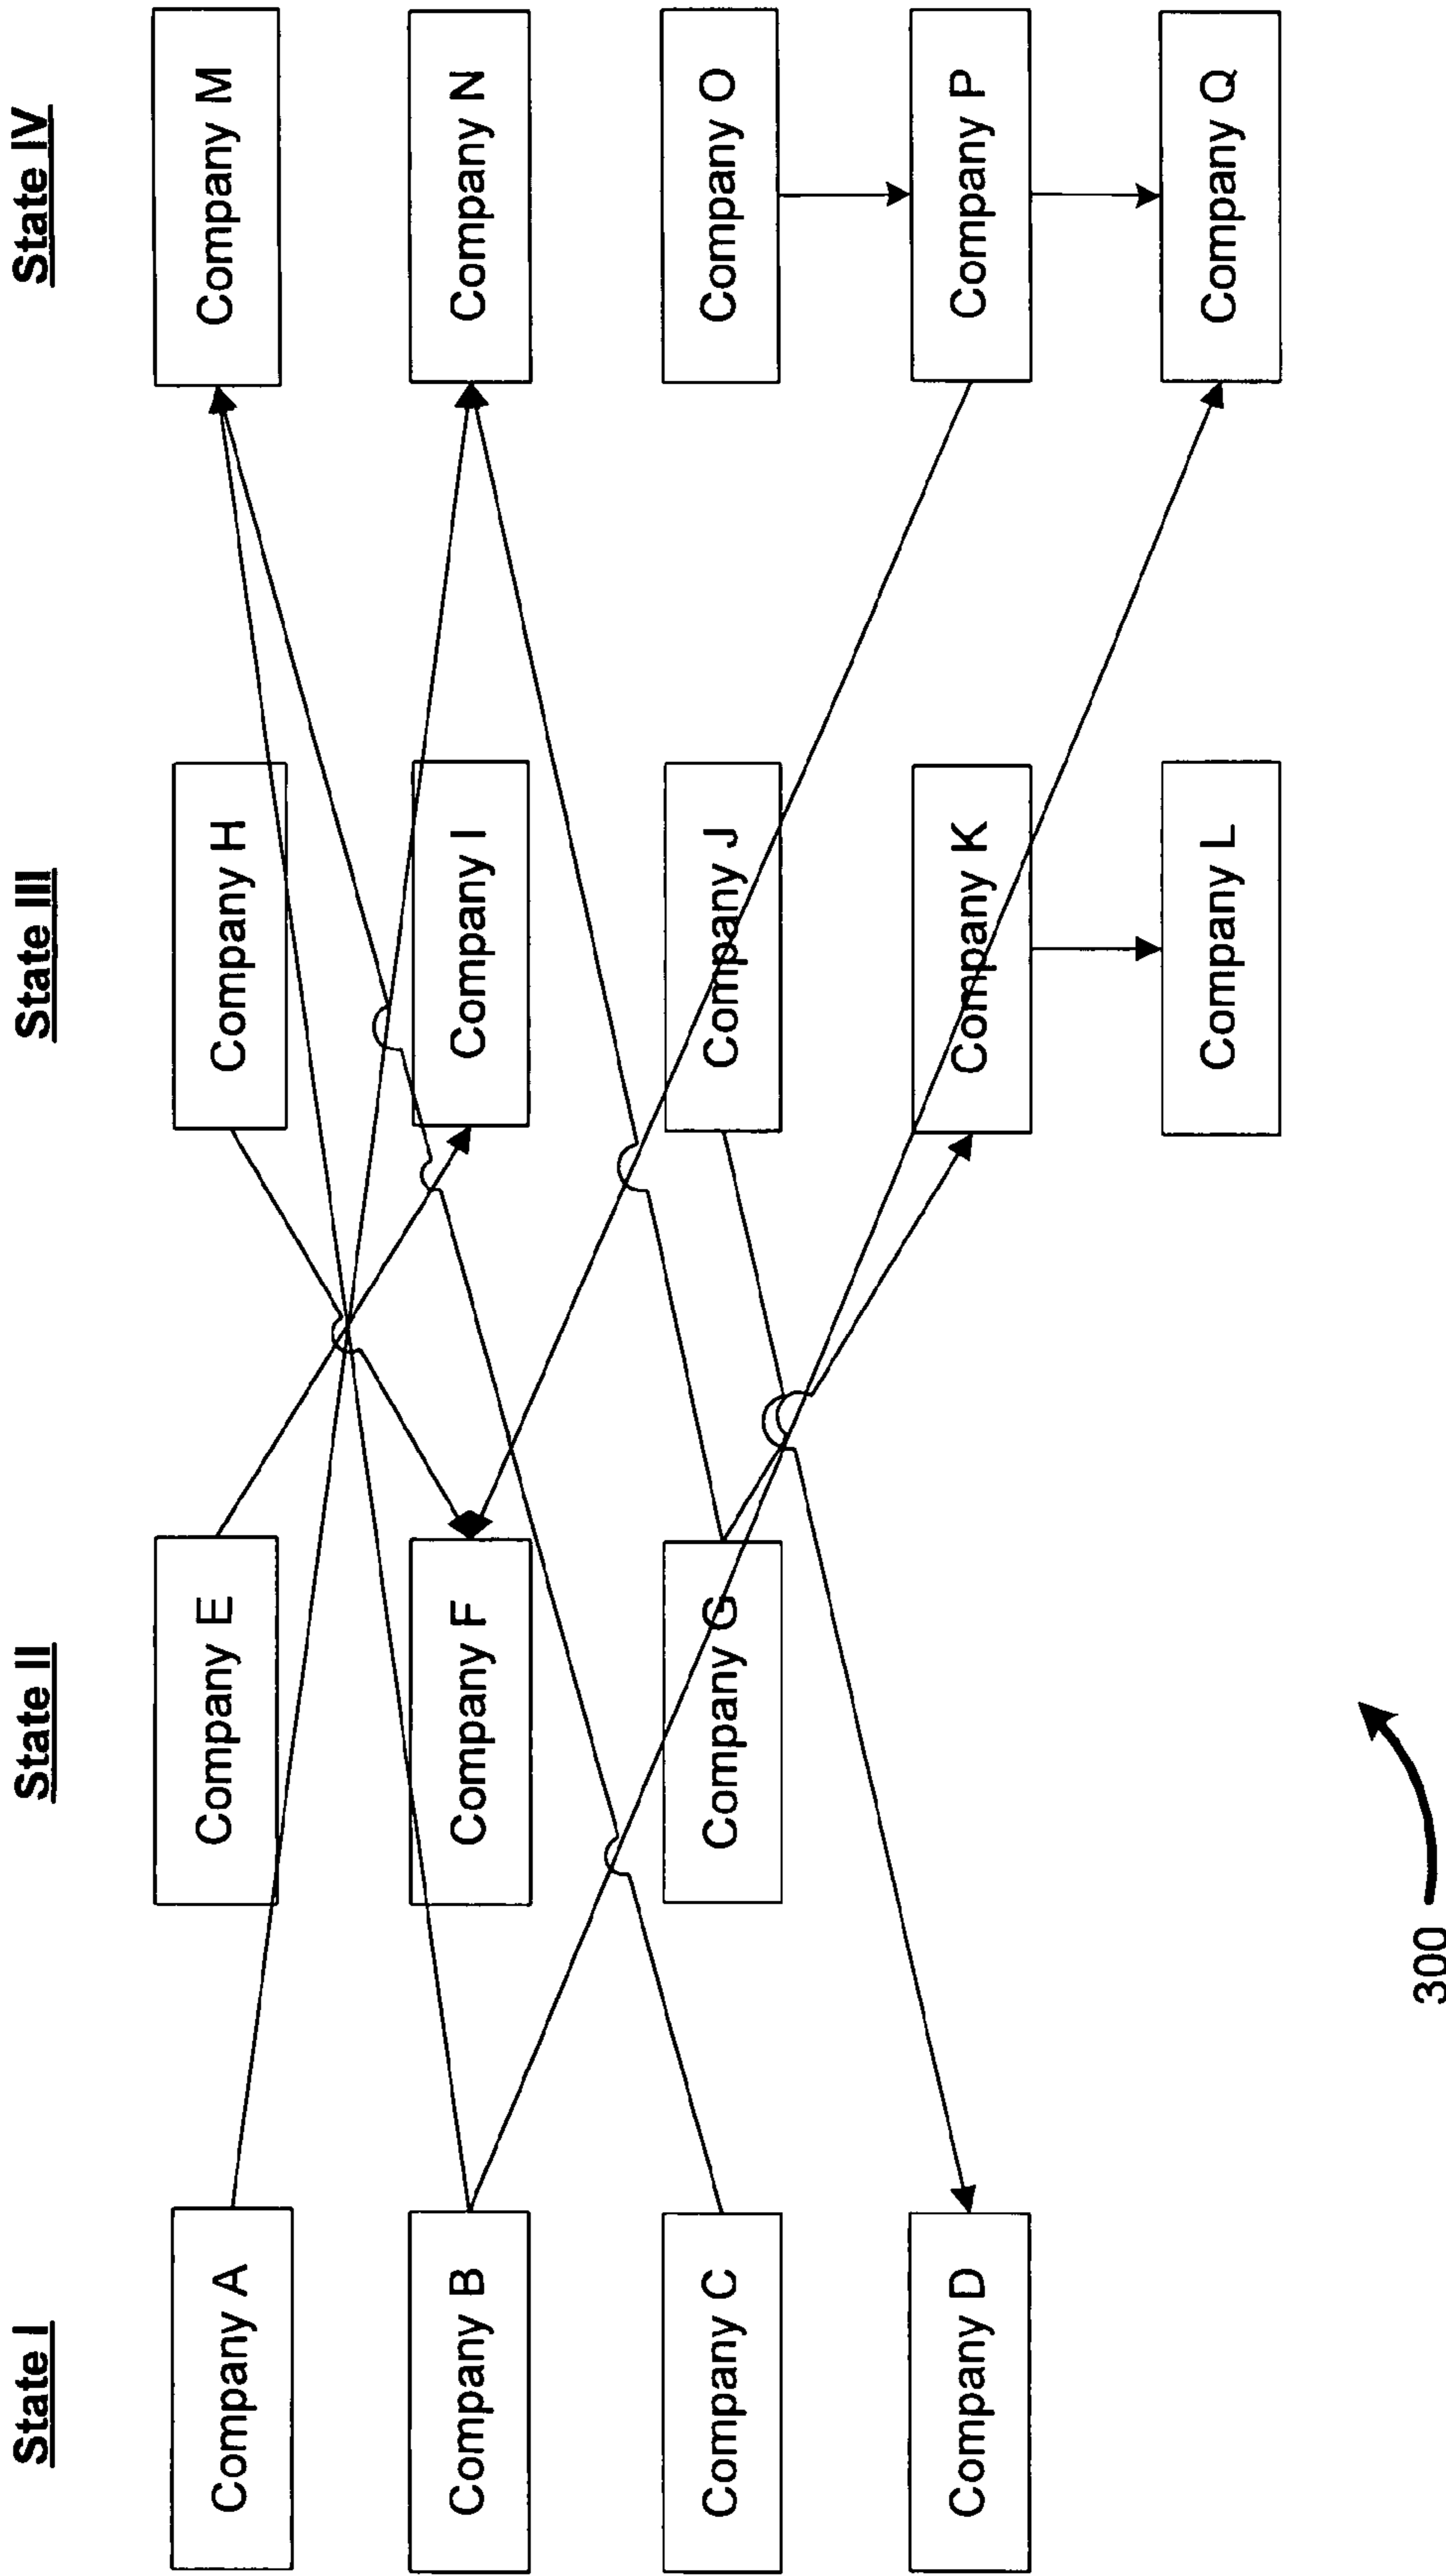 State I
State II
State III
State IV
Company A
Company E
Company H
Company M
Company B
Company F
Company I
Company N
Company C
Company G
Company J
Company O
Company D
Company K
Company P
Company L
Company Q
300